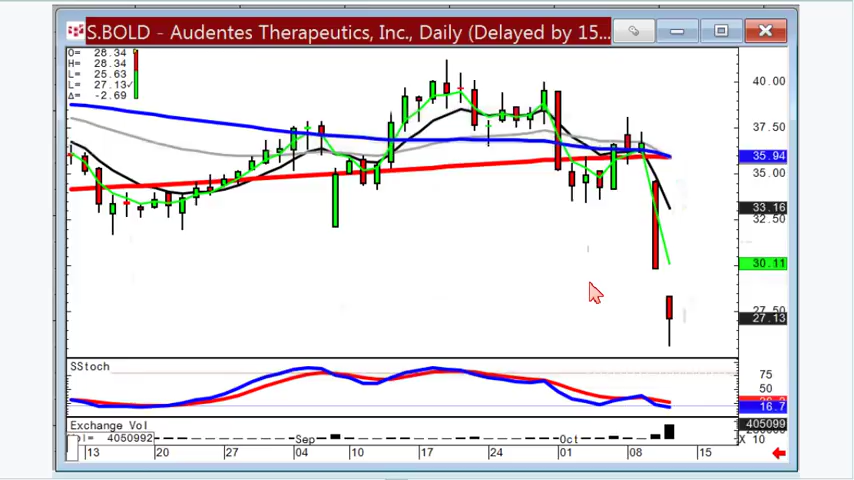 S.BOLD - Audentes Therapeutics, Inc., Daily (Delayed by 15...
O= 28.34
H= 28.34
L= 25.63
L= 27.13
Δ= -2.69
40.00
37.50
35.94
35.00
33.16
32.50
30.11
27.50
27.13
SStoch
75
50
16.7
Exchange Vol
Vol= 4050992
405099
X 10
Sep
Oct
13
20
27
04
10
17
24
01
08
15